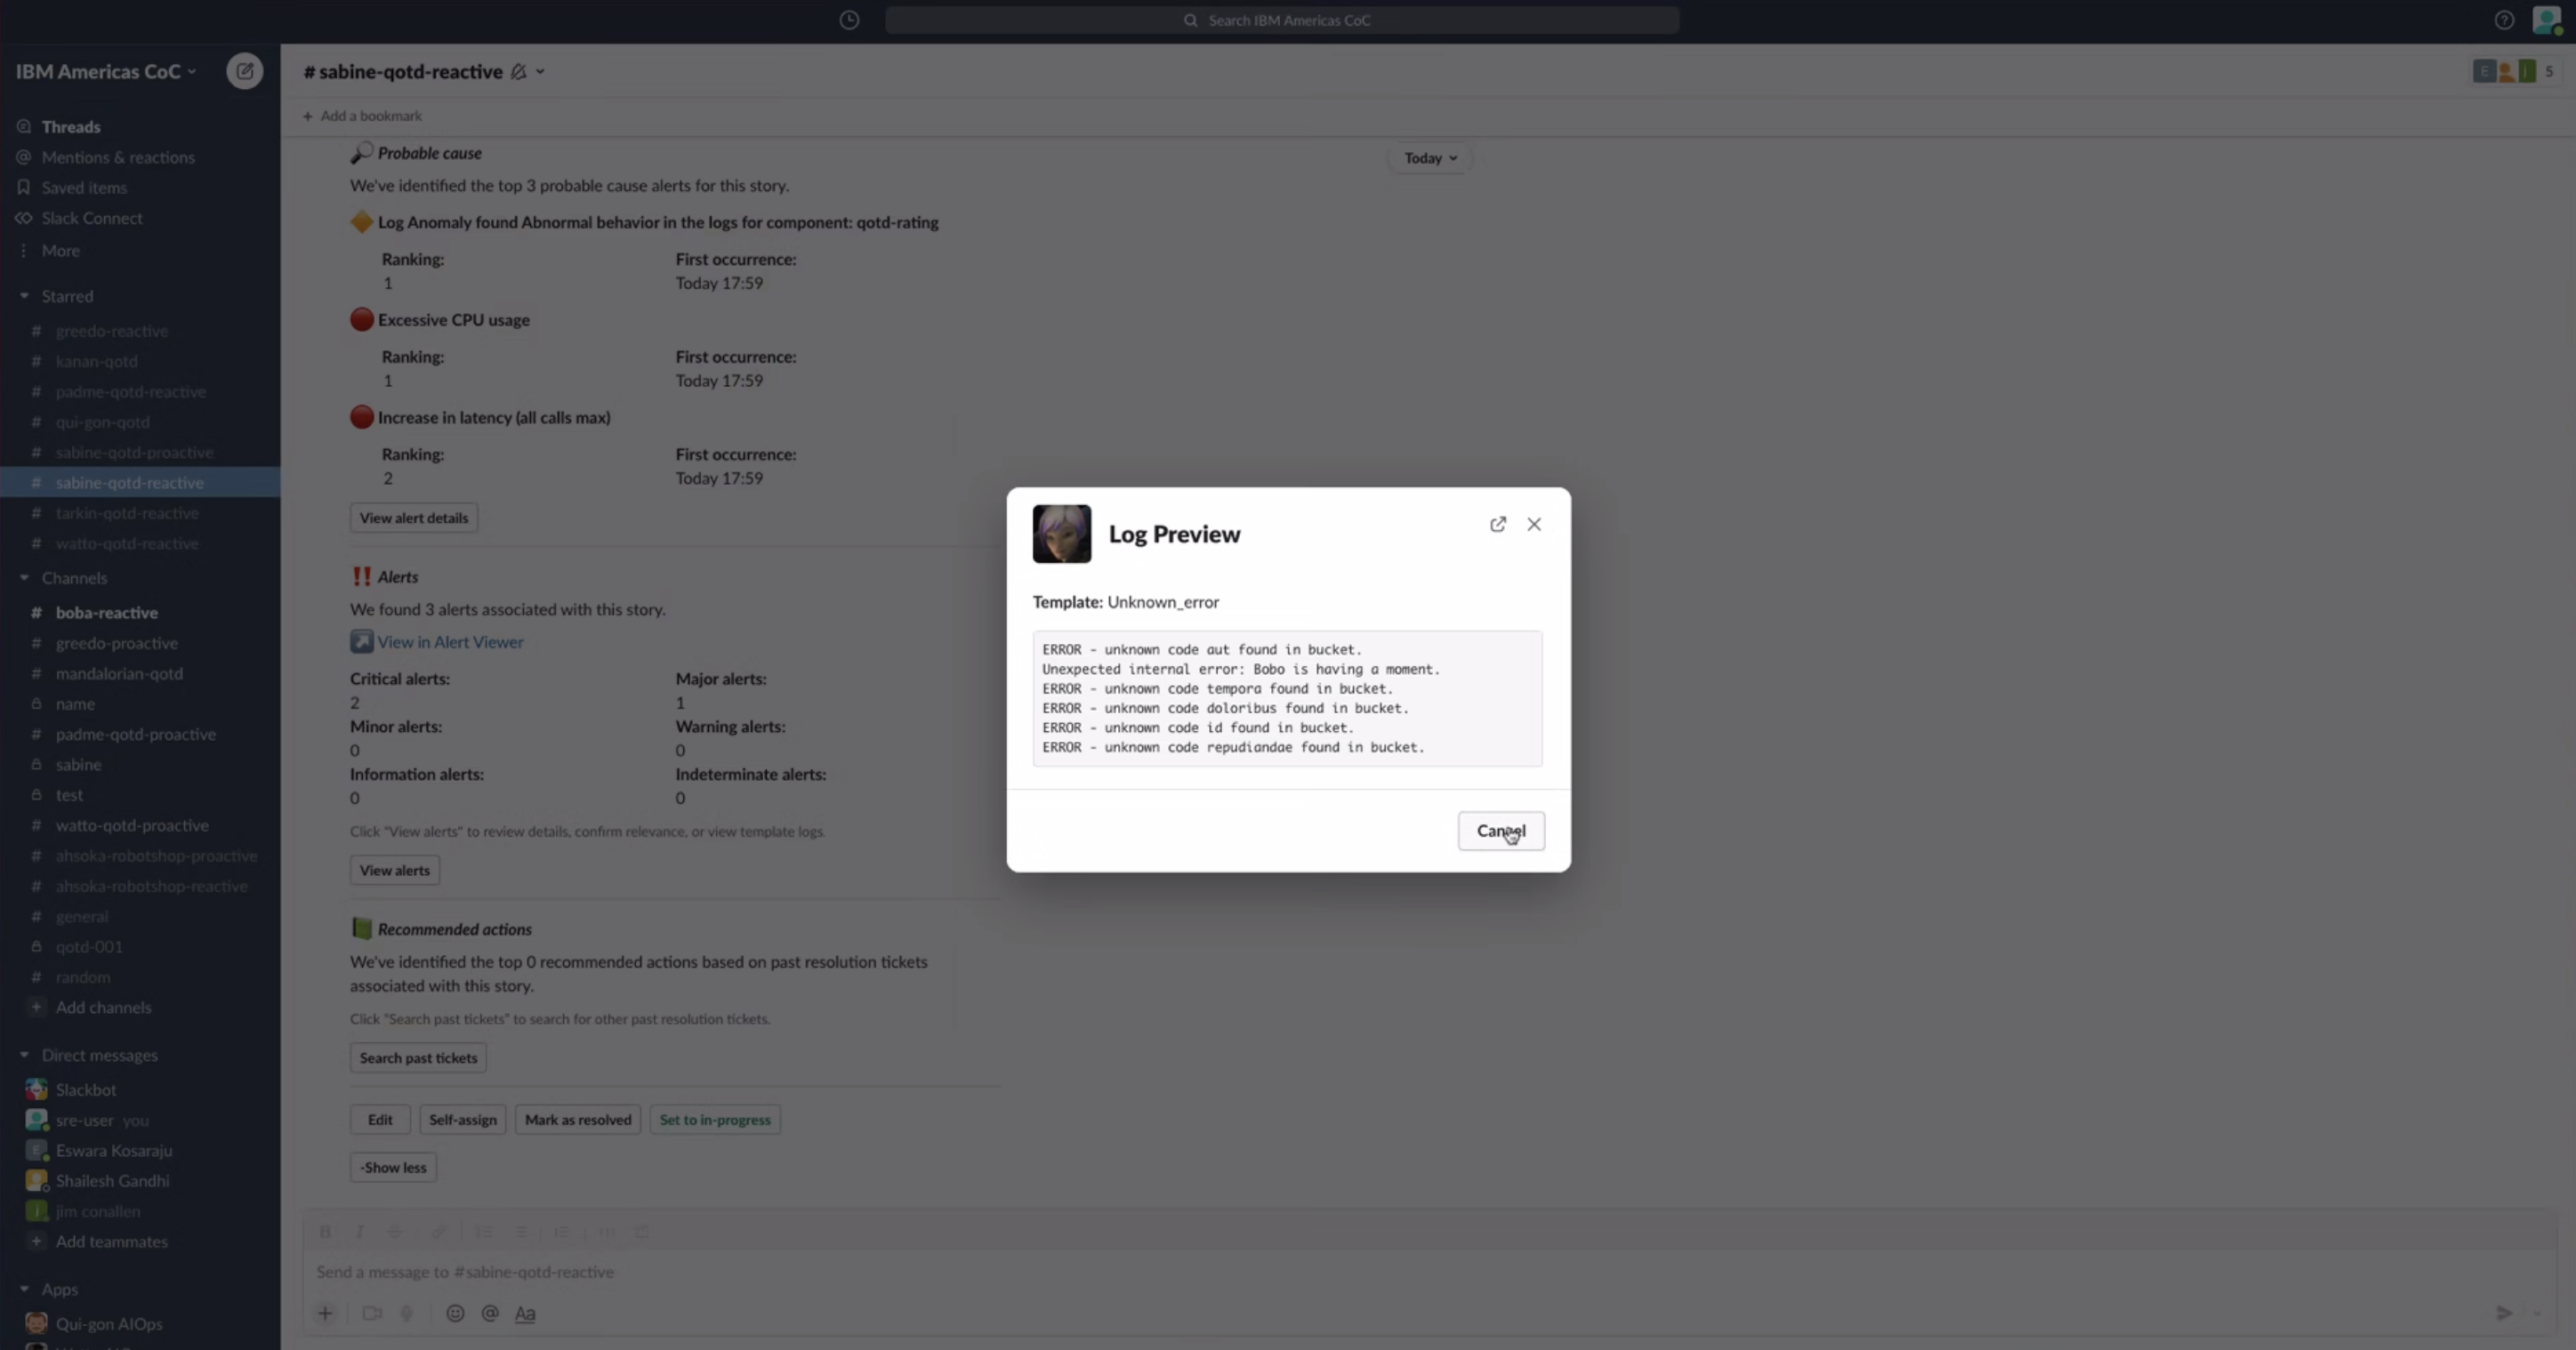 Search IBM Americas CoC
IBM Americas CoC
Threads
Mentions & reactions
Saved items
Slack Connect
More
Starred
# greedo-reactive
# kanan-qotd
# padme-qotd-reactive
# qui-gon-qotd
# sabine-qotd-proactive
# sabine-qotd-reactive
# tarkin-qotd-reactive
# watto-qotd-reactive
Channels
# boba-reactive
# greedo-proactive
# mandalorian-qotd
name
# padme-qotd-proactive
sabine
test
# watto-qotd-proactive
# ahsoka-robotshop-proactive
# ahsoka-robotshop-reactive
# general
qotd-001
# random
+ Add channels
Direct messages
Slackbot
sre-user you
E Eswara Kosaraju
Shailesh Gandhi
j jim conallen
+ Add teammates
Apps
Qui-gon AIOps
# sabine-qotd-reactive
E j 5
+ Add a bookmark
Today
Probable cause
We've identified the top 3 probable cause alerts for this story.
Log Anomaly found Abnormal behavior in the logs for component: qotd-rating
Ranking: First occurrence:
1 Today 17:59
Excessive CPU usage
Ranking: First occurrence:
1 Today 17:59
Increase in latency (all calls max)
Ranking: First occurrence:
2 Today 17:59
View alert details
!! Alerts
We found 3 alerts associated with this story.
View in Alert Viewer
Critical alerts: Major alerts:
2 1
Minor alerts: Warning alerts:
0 0
Information alerts: Indeterminate alerts:
0 0
Click "View alerts" to review details, confirm relevance, or view template logs.
View alerts
Recommended actions
We've identified the top 0 recommended actions based on past resolution tickets
associated with this story.
Click "Search past tickets" to search for other past resolution tickets.
Search past tickets
Edit Self-assign Mark as resolved Set to in-progress
-Show less
B I S
Send a message to #sabine-qotd-reactive
+ @ Aa
Log Preview
Template: Unknown_error
ERROR - unknown code aut found in bucket.
Unexpected internal error: Bobo is having a moment.
ERROR - unknown code tempora found in bucket.
ERROR - unknown code doloribus found in bucket.
ERROR - unknown code id found in bucket.
ERROR - unknown code repudiandae found in bucket.
Cancel